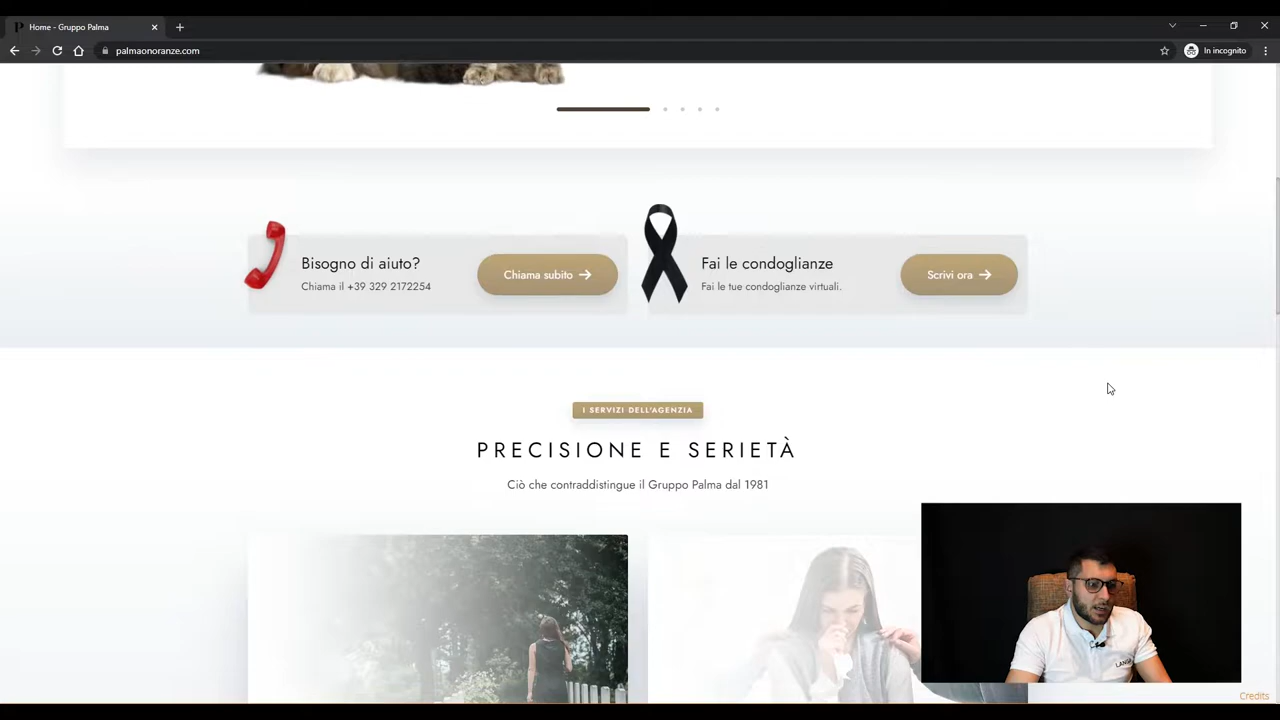 Home - Gruppo Palma
palmaonoranze.com
In incognito
Bisogno di aiuto?
Chiama il +39 329 2172254
Chiama subito
Fai le condoglianze
Fai le tue condoglianze virtuali.
Scrivi ora
I SERVIZI DELL'AGENZIA
PRECISIONE E SERIETÀ
Ciò che contraddistingue il Gruppo Palma dal 1981
Credits